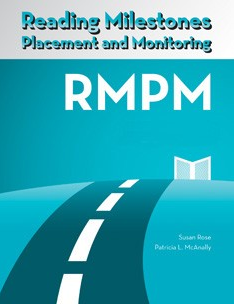 Reading Milestones
Placement and Monitoring
RMPM
Susan Rose
Patricia L. McAnally